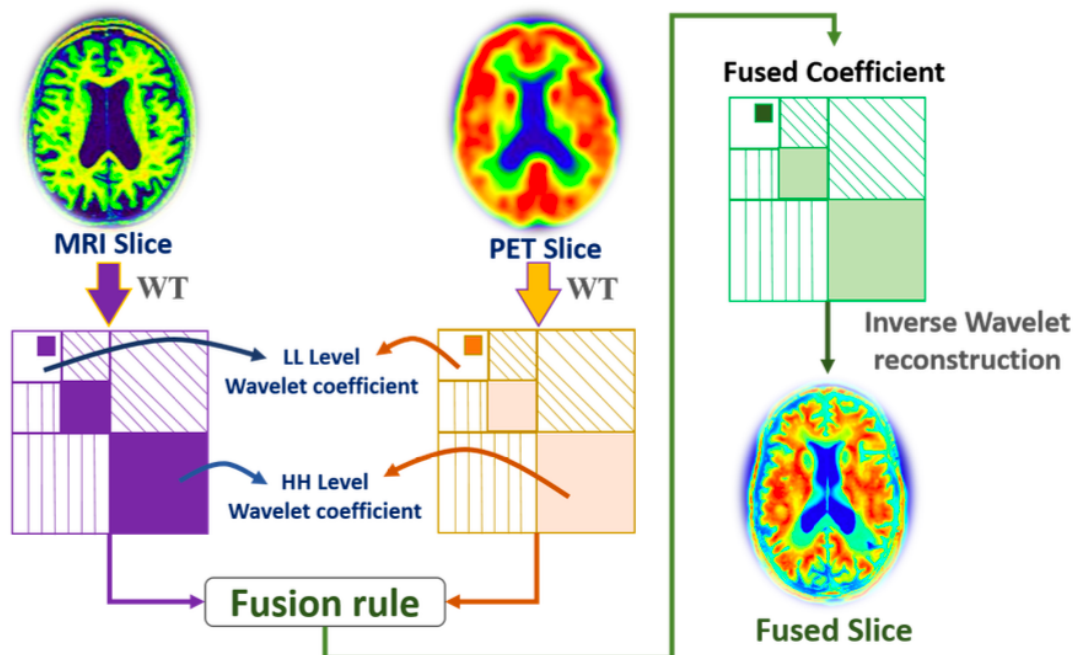 MRI Slice
PET Slice
WT
WT
LL Level
Wavelet coefficient
HH Level
Wavelet coefficient
Fusion rule
Fused Coefficient
Inverse Wavelet
reconstruction
Fused Slice